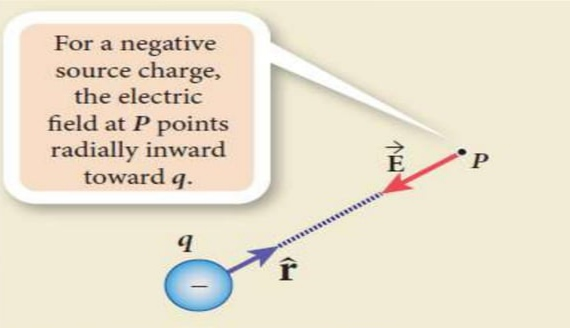 For a negative
source charge,
the electric
field at P points
radially inward
toward q.
E⃗
P
q
r̂
−